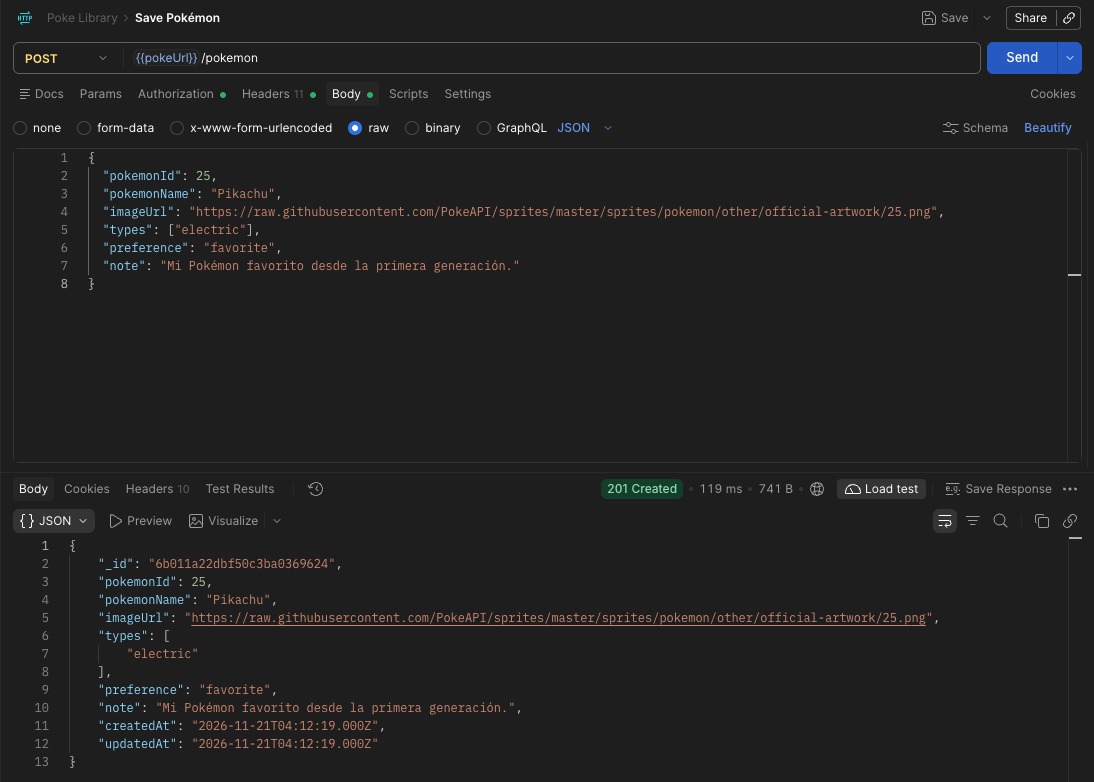 HTTP Poke Library > Save Pokémon Save Share
POST {{pokeUrl}} /pokemon Send
Docs Params Authorization Headers 11 Body Scripts Settings Cookies
none form-data x-www-form-urlencoded raw binary GraphQL JSON Schema Beautify
1 {
2 "pokemonId": 25,
3 "pokemonName": "Pikachu",
4 "imageUrl": "https://raw.githubusercontent.com/PokeAPI/sprites/master/sprites/pokemon/other/official-artwork/25.png",
5 "types": ["electric"],
6 "preference": "favorite",
7 "note": "Mi Pokémon favorito desde la primera generación."
8 }
Body Cookies Headers 10 Test Results 201 Created • 119 ms • 741 B • Load test e.g. Save Response
{} JSON Preview Visualize
1 {
2 "_id": "6b011a22dbf50c3ba0369624",
3 "pokemonId": 25,
4 "pokemonName": "Pikachu",
5 "imageUrl": "https://raw.githubusercontent.com/PokeAPI/sprites/master/sprites/pokemon/other/official-artwork/25.png",
6 "types": [
7 "electric"
8 ],
9 "preference": "favorite",
10 "note": "Mi Pokémon favorito desde la primera generación.",
11 "createdAt": "2026-11-21T04:12:19.000Z",
12 "updatedAt": "2026-11-21T04:12:19.000Z"
13 }